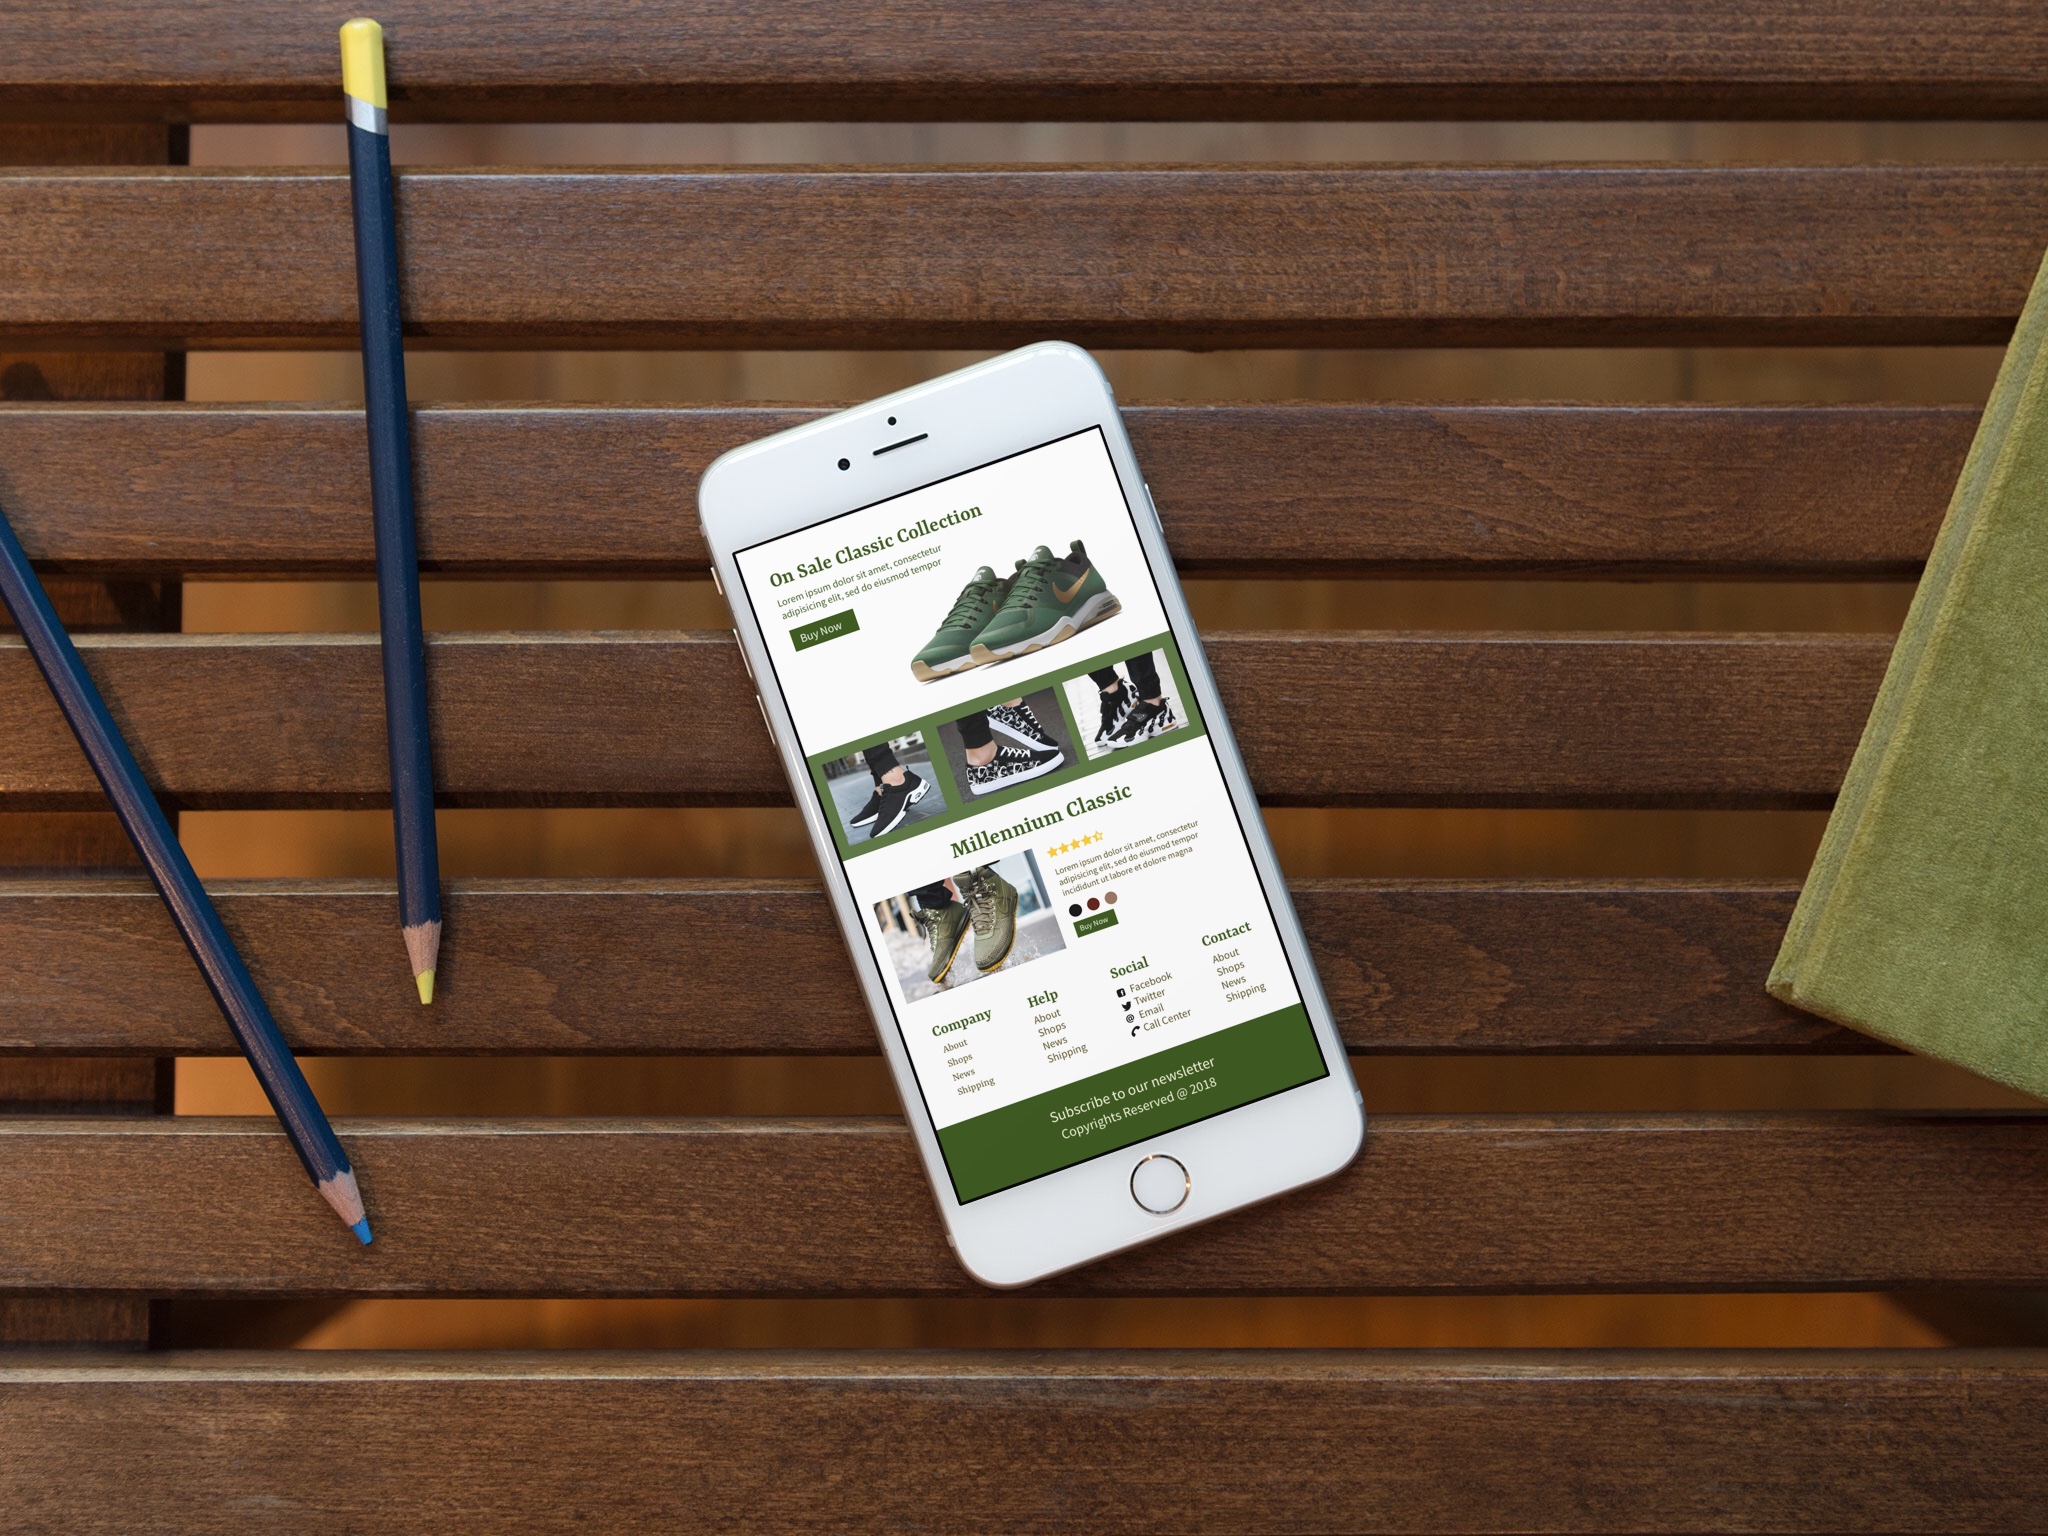 On Sale Classic Collection
Lorem ipsum dolor sit amet, consectetur
adipisicing elit, sed do eiusmod tempor
Buy Now
Millennium Classic
Lorem ipsum dolor sit amet, consectetur
adipisicing elit, sed do eiusmod tempor
incididunt ut labore et dolore magna
Buy Now
Company
About
Shops
News
Shipping
Help
About
Shops
News
Shipping
Social
Facebook
Twitter
@ Email
Call Center
Contact
About
Shops
News
Shipping
Subscribe to our newsletter
Copyrights Reserved @ 2018